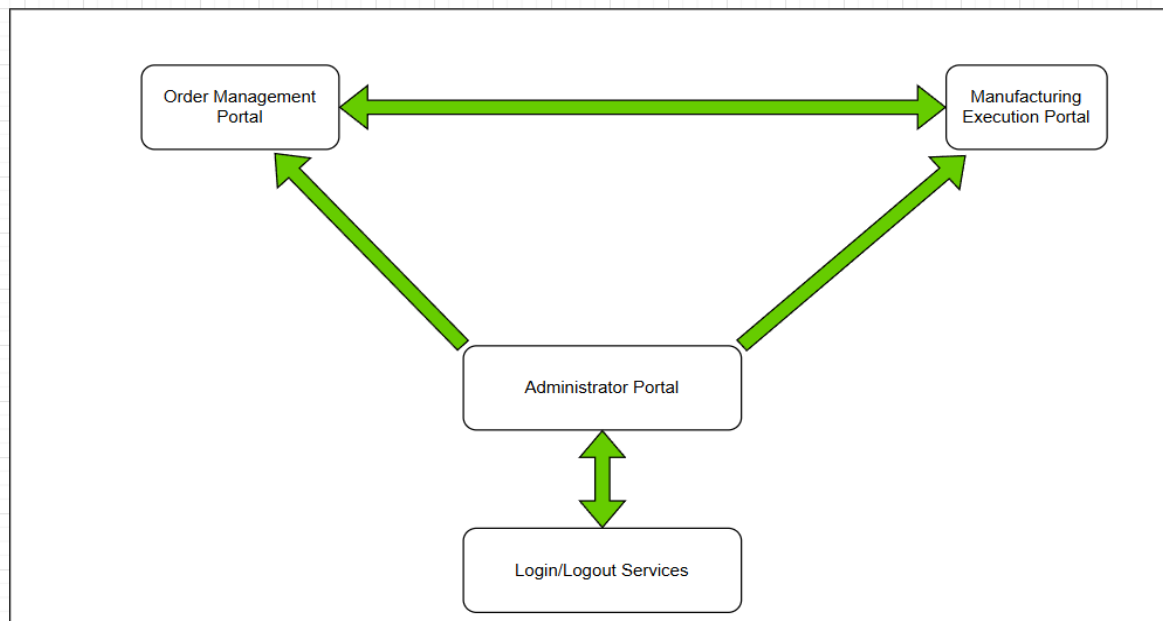 Order Management
Portal
Manufacturing
Execution Portal
Administrator Portal
Login/Logout Services